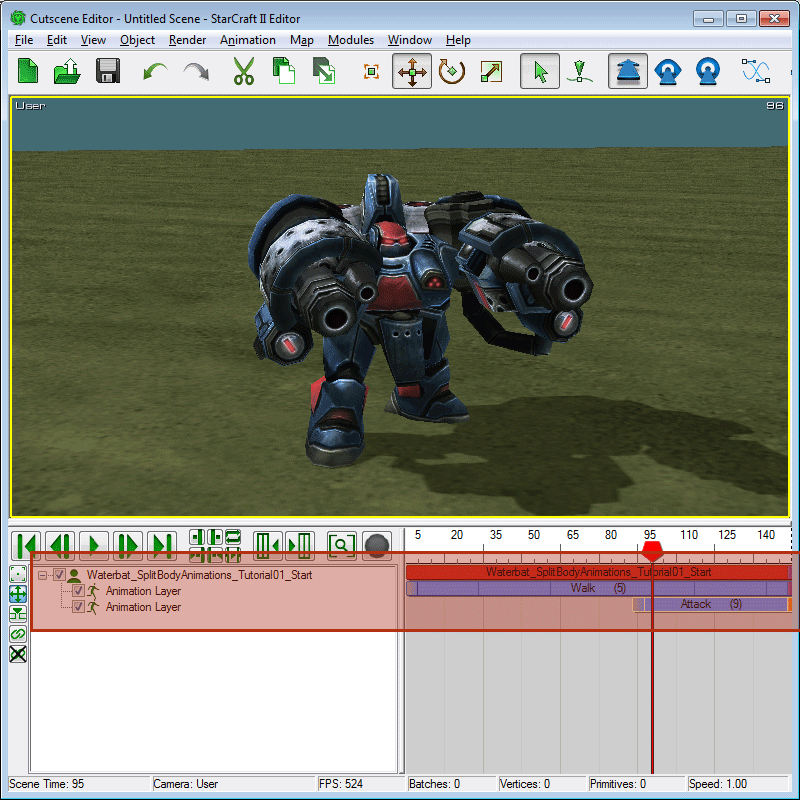 Cutscene Editor - Untitled Scene - StarCraft II Editor
File Edit View Object Render Animation Map Modules Window Help
User 96
5 20 35 50 65 80 95 110 125 140
Waterbat_SplitBodyAnimations_Tutorial01_Start Waterbat_SplitBodyAnimations_Tutorial01_Start
Animation Layer Walk (5)
Animation Layer Attack (9)
Scene Time: 95 Camera: User FPS: 524 Batches: 0 Vertices: 0 Primitives: 0 Speed: 1.00